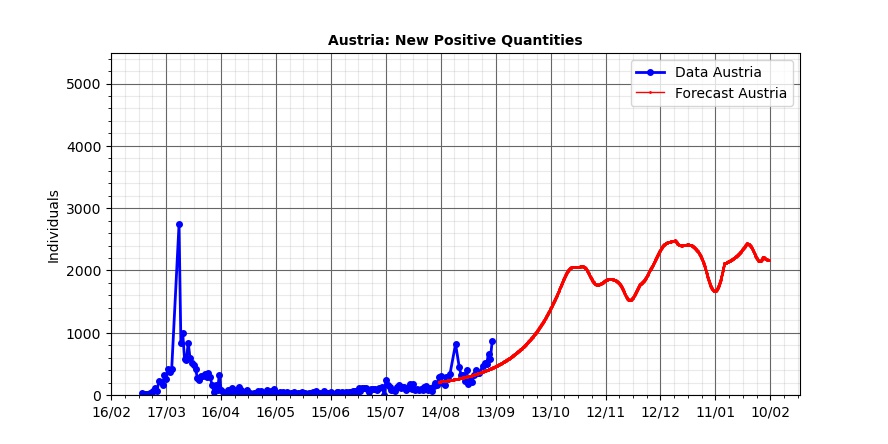 Austria: New Positive Quantities
Data Austria
Forecast Austria
Individuals
5000
4000
3000
2000
1000
0
16/02 17/03 16/04 16/05 15/06 15/07 14/08 13/09 13/10 12/11 12/12 11/01 10/02